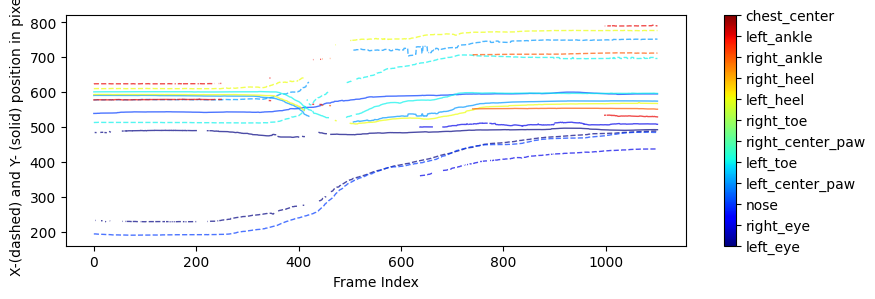 X-(dashed) and Y- (solid) position in pixe
800
700
600
500
400
300
200
0
200
400
600
800
1000
Frame Index
chest_center
left_ankle
right_ankle
right_heel
left_heel
right_toe
right_center_paw
left_toe
left_center_paw
nose
right_eye
left_eye